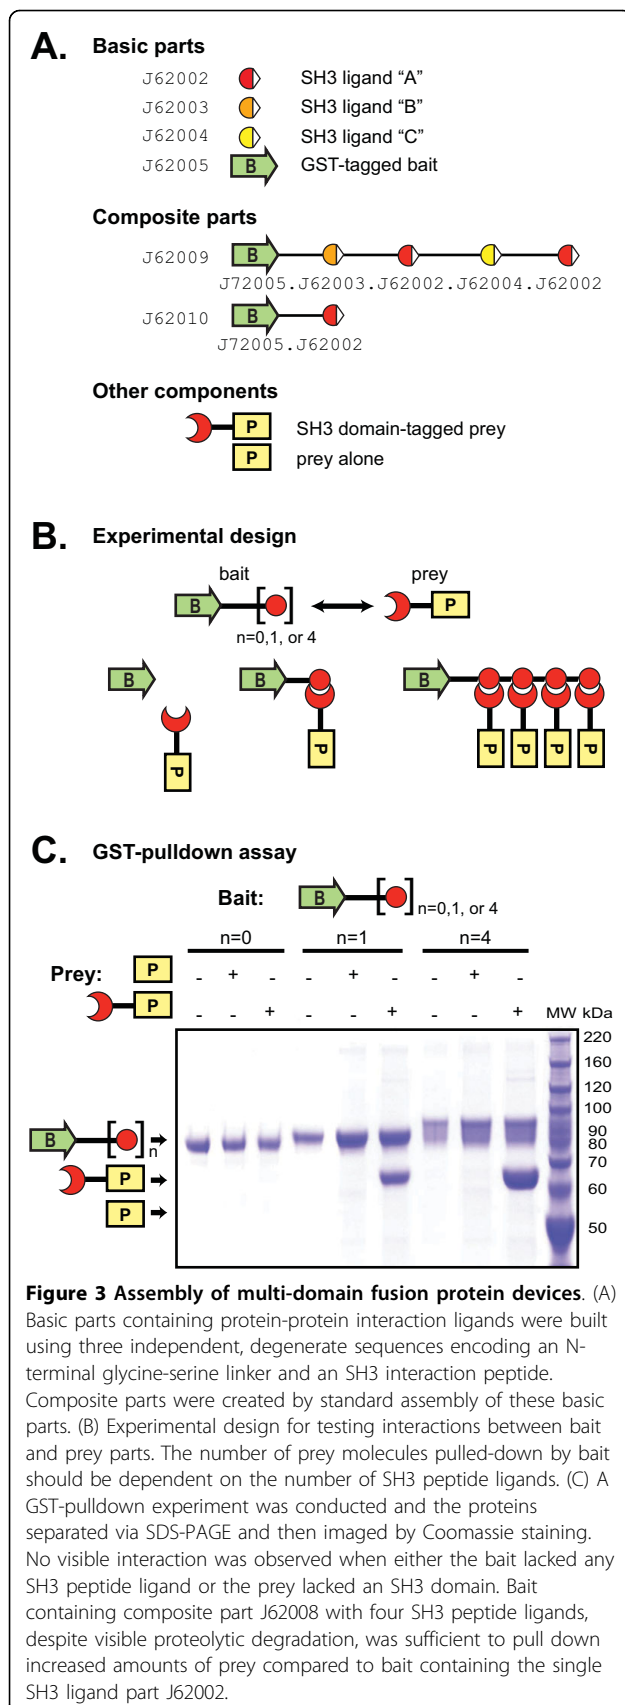 A. Basic parts
J62002 SH3 ligand "A"
J62003 SH3 ligand "B"
J62004 SH3 ligand "C"
J62005 B GST-tagged bait
Composite parts
J62009 B
J72005.J62003.J62002.J62004.J62002
J62010 B
J72005.J62002
Other components
P SH3 domain-tagged prey
P prey alone
B. Experimental design
bait prey
B [ ] P
n=0,1, or 4
B B B
P P P P P P
C. GST-pulldown assay
Bait: B [ ] n=0,1, or 4
n=0 n=1 n=4
Prey: P - + - - + - - + -
P - - + - - + - - + MW kDa
220
160
120
100
B [ ] n 90
80
P 70
60
P 50
Figure 3 Assembly of multi-domain fusion protein devices. (A)
Basic parts containing protein-protein interaction ligands were built
using three independent, degenerate sequences encoding an N-
terminal glycine-serine linker and an SH3 interaction peptide.
Composite parts were created by standard assembly of these basic
parts. (B) Experimental design for testing interactions between bait
and prey parts. The number of prey molecules pulled-down by bait
should be dependent on the number of SH3 peptide ligands. (C) A
GST-pulldown experiment was conducted and the proteins
separated via SDS-PAGE and then imaged by Coomassie staining.
No visible interaction was observed when either the bait lacked any
SH3 peptide ligand or the prey lacked an SH3 domain. Bait
containing composite part J62008 with four SH3 peptide ligands,
despite visible proteolytic degradation, was sufficient to pull down
increased amounts of prey compared to bait containing the single
SH3 ligand part J62002.